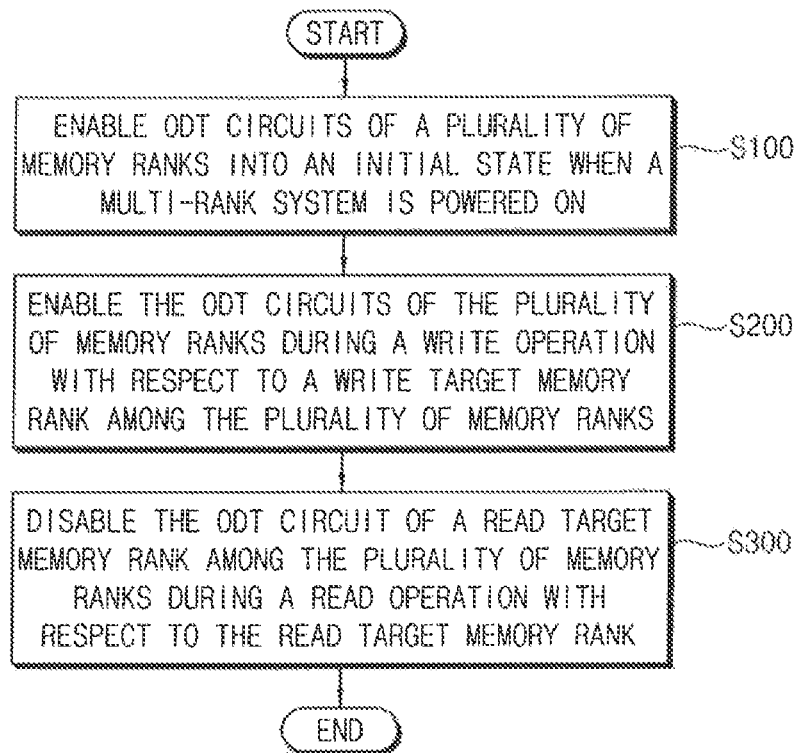 START
ENABLE ODT CIRCUITS OF A PLURALITY OF
MEMORY RANKS INTO AN INITIAL STATE WHEN A
MULTI-RANK SYSTEM IS POWERED ON
S100
ENABLE THE ODT CIRCUITS OF THE PLURALITY
OF MEMORY RANKS DURING A WRITE OPERATION
WITH RESPECT TO A WRITE TARGET MEMORY
RANK AMONG THE PLURALITY OF MEMORY RANKS
S200
DISABLE THE ODT CIRCUIT OF A READ TARGET
MEMORY RANK AMONG THE PLURALITY OF MEMORY
RANKS DURING A READ OPERATION WITH
RESPECT TO THE READ TARGET MEMORY RANK
S300
END